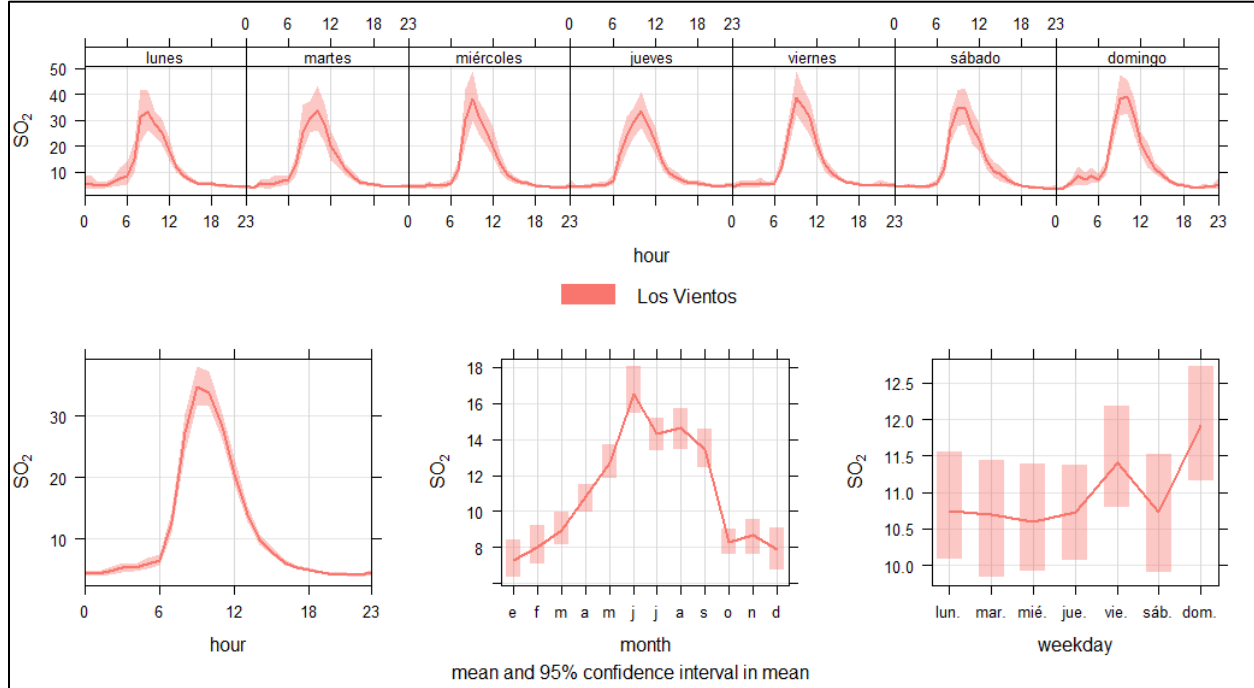 0 6 12 18 23 0 6 12 18 23 0 6 12 18 23
lunes martes miércoles jueves viernes sábado domingo
50
40
30
20
10
SO2
0 6 12 18 23 0 6 12 18 23 0 6 12 18 23 0 6 12 18 23
hour
Los Vientos
30
20
10
SO2
0 6 12 18 23
hour
18
16
14
12
10
8
SO2
e f m a m j j a s o n d
month
12.5
12.0
11.5
11.0
10.5
10.0
SO2
lun. mar. mié. jue. vie. sáb. dom.
weekday
mean and 95% confidence interval in mean